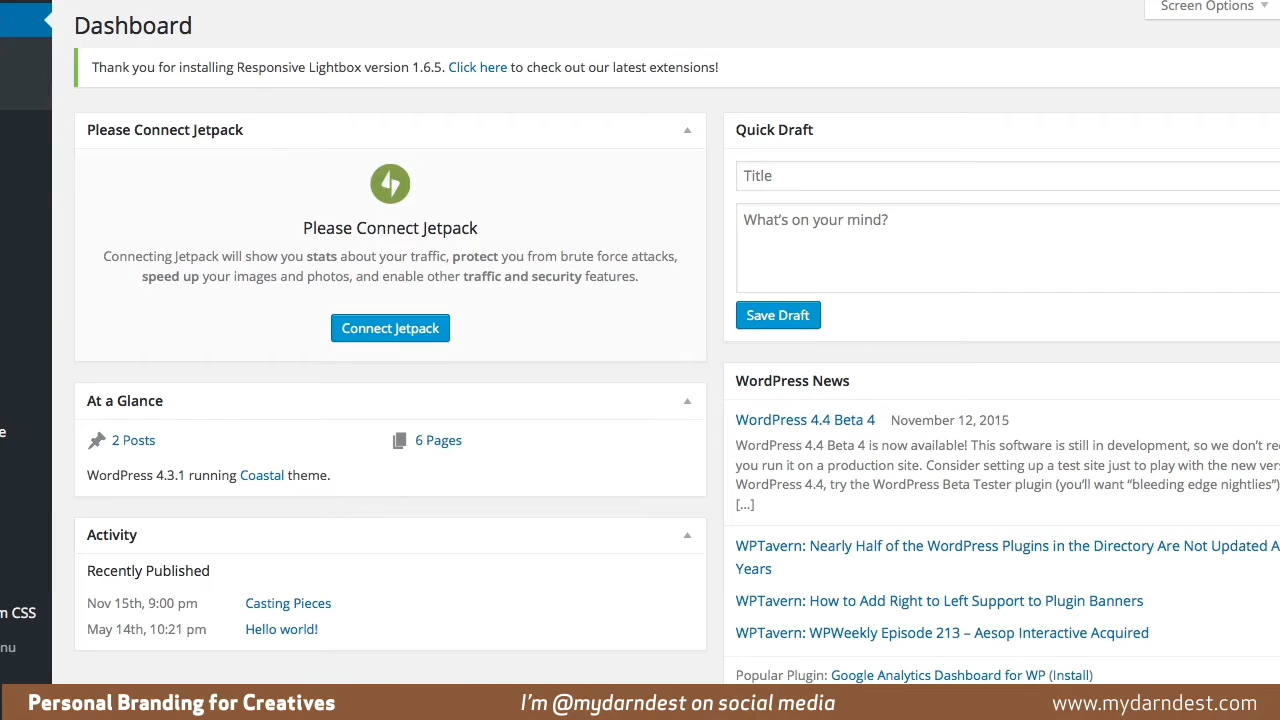 Dashboard
Screen Options
Thank you for installing Responsive Lightbox version 1.6.5. Click here to check out our latest extensions!
Please Connect Jetpack
Please Connect Jetpack
Connecting Jetpack will show you stats about your traffic, protect you from brute force attacks,
speed up your images and photos, and enable other traffic and security features.
Connect Jetpack
At a Glance
2 Posts
6 Pages
WordPress 4.3.1 running Coastal theme.
Activity
Recently Published
Nov 15th, 9:00 pm Casting Pieces
May 14th, 10:21 pm Hello world!
Quick Draft
Title
What's on your mind?
Save Draft
WordPress News
WordPress 4.4 Beta 4 November 12, 2015
WordPress 4.4 Beta 4 is now available! This software is still in development, so we don't
you run it on a production site. Consider setting up a test site just to play with the new
WordPress 4.4, try the WordPress Beta Tester plugin (you'll want "bleeding edge nightlies")
[...]
WPTavern: Nearly Half of the WordPress Plugins in the Directory Are Not Updated
Years
WPTavern: How to Add Right to Left Support to Plugin Banners
WPTavern: WPWeekly Episode 213 – Aesop Interactive Acquired
Popular Plugin: Google Analytics Dashboard for WP (Install)
CSS
Personal Branding for Creatives
I'm @mydarndest on social media
www.mydarndest.com